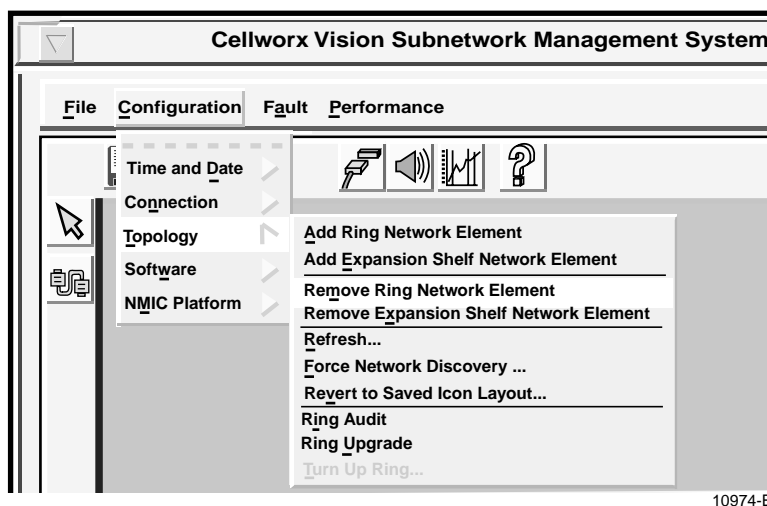 Cellworx Vision Subnetwork Management System
File Configuration Fault Performance
Time and Date
Connection
Topology
Software
NMIC Platform
Add Ring Network Element
Add Expansion Shelf Network Element
Remove Ring Network Element
Remove Expansion Shelf Network Element
Refresh...
Force Network Discovery ...
Revert to Saved Icon Layout...
Ring Audit
Ring Upgrade
Turn Up Ring...